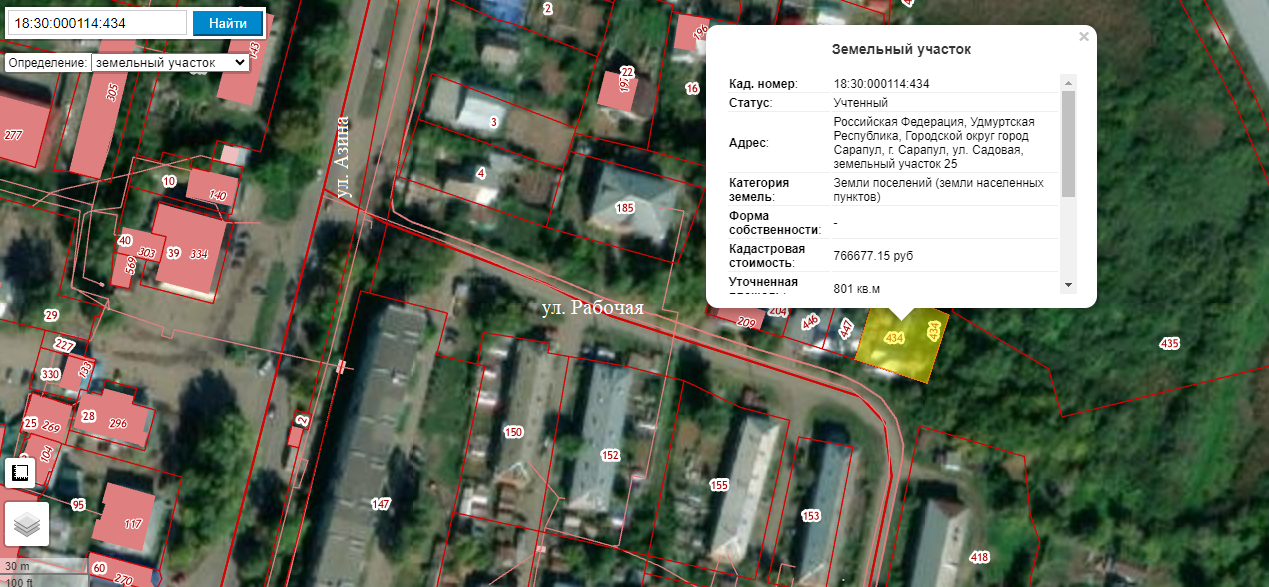 18:30:000114:434
Найти
Определение:
земельный участок
Земельный участок
Кад. номер:
18:30:000114:434
Статус:
Учтенный
Адрес:
Российская Федерация, Удмуртская
Республика, Городской округ город
Сарапул, г. Сарапул, ул. Садовая,
земельный участок 25
Категория
земель:
Земли поселений (земли населенных
пунктов)
Форма
собственности:
-
Кадастровая
стоимость:
766677.15 руб
Уточненная
801 кв.м
ул. Азина
ул. Рабочая
2
143
305
277
196
22
16
3
4
10
140
185
40
303
39
334
569
29
227
330
133
25
269
28
296
104
2
95
117
60
270
147
150
152
155
153
418
209
204
446
447
434
434
435
30 m
100 ft